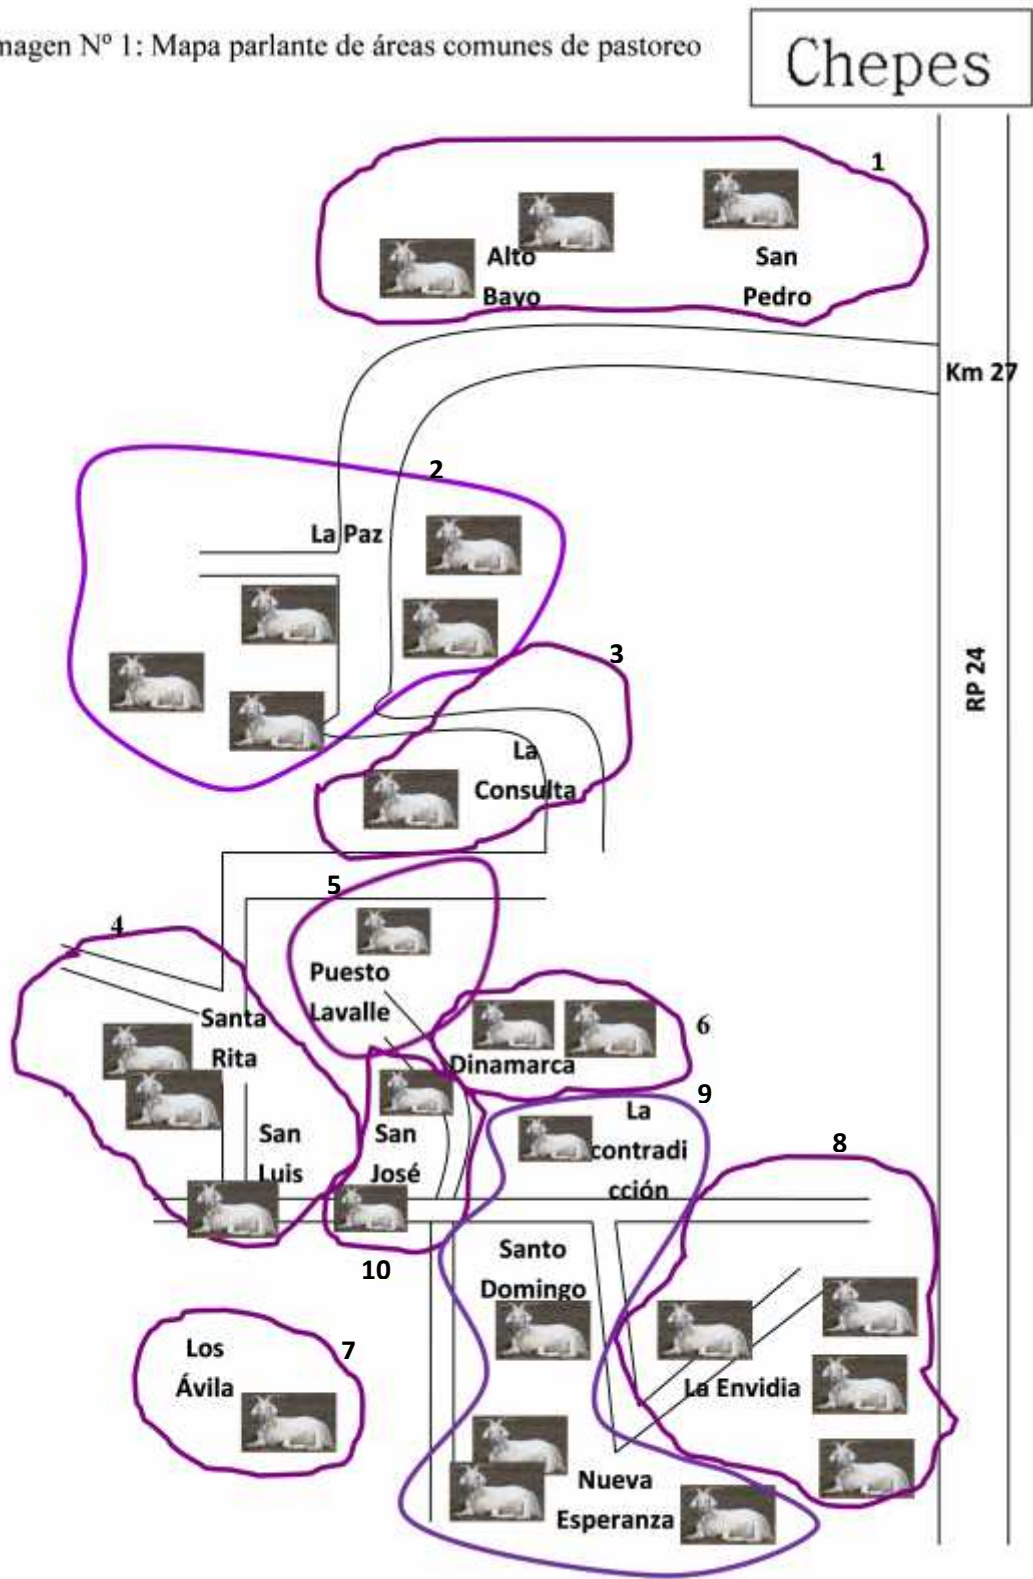 magen Nº 1: Mapa parlante de áreas comunes de pastoreo
Chepes
1
Alto
Bayo
San
Pedro
Km 27
2
La Paz
3
RP 24
La
Consulta
5
4
Puesto
Lavalle
Santa
Rita
6
Dinamarca
9
La
contradi
cción
8
San
Luis
San
José
Santo
Domingo
10
7
Los
Ávila
La Envidia
Nueva
Esperanza